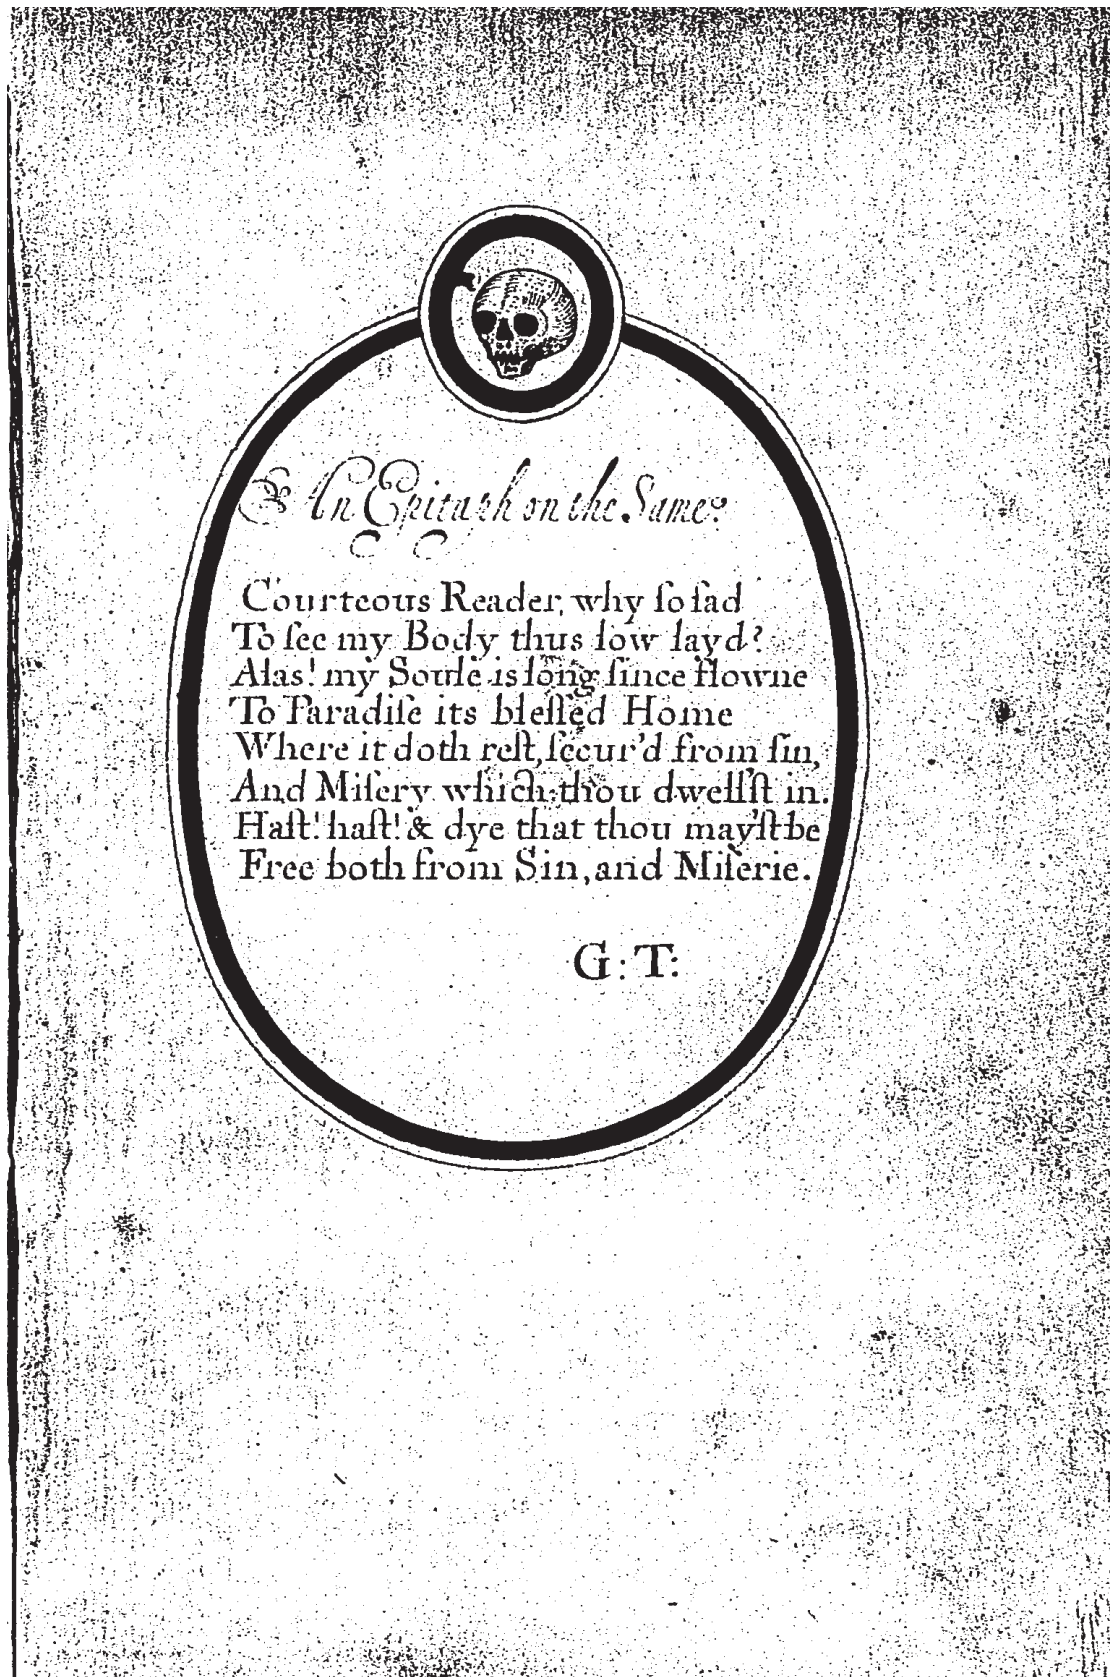 An Epitaph on the Same.
Courteous Reader, why ſo ſad
To ſee my Body thus low layd?
Alas! my Soule is long ſince flowne
To Paradiſe its bleſſed Home
Where it doth reſt, ſecur'd from ſin,
And Miſery which thou dwellſt in.
Haſt! haſt! & dye that thou may'ſt be
Free both from Sin, and Miſerie.
G: T: